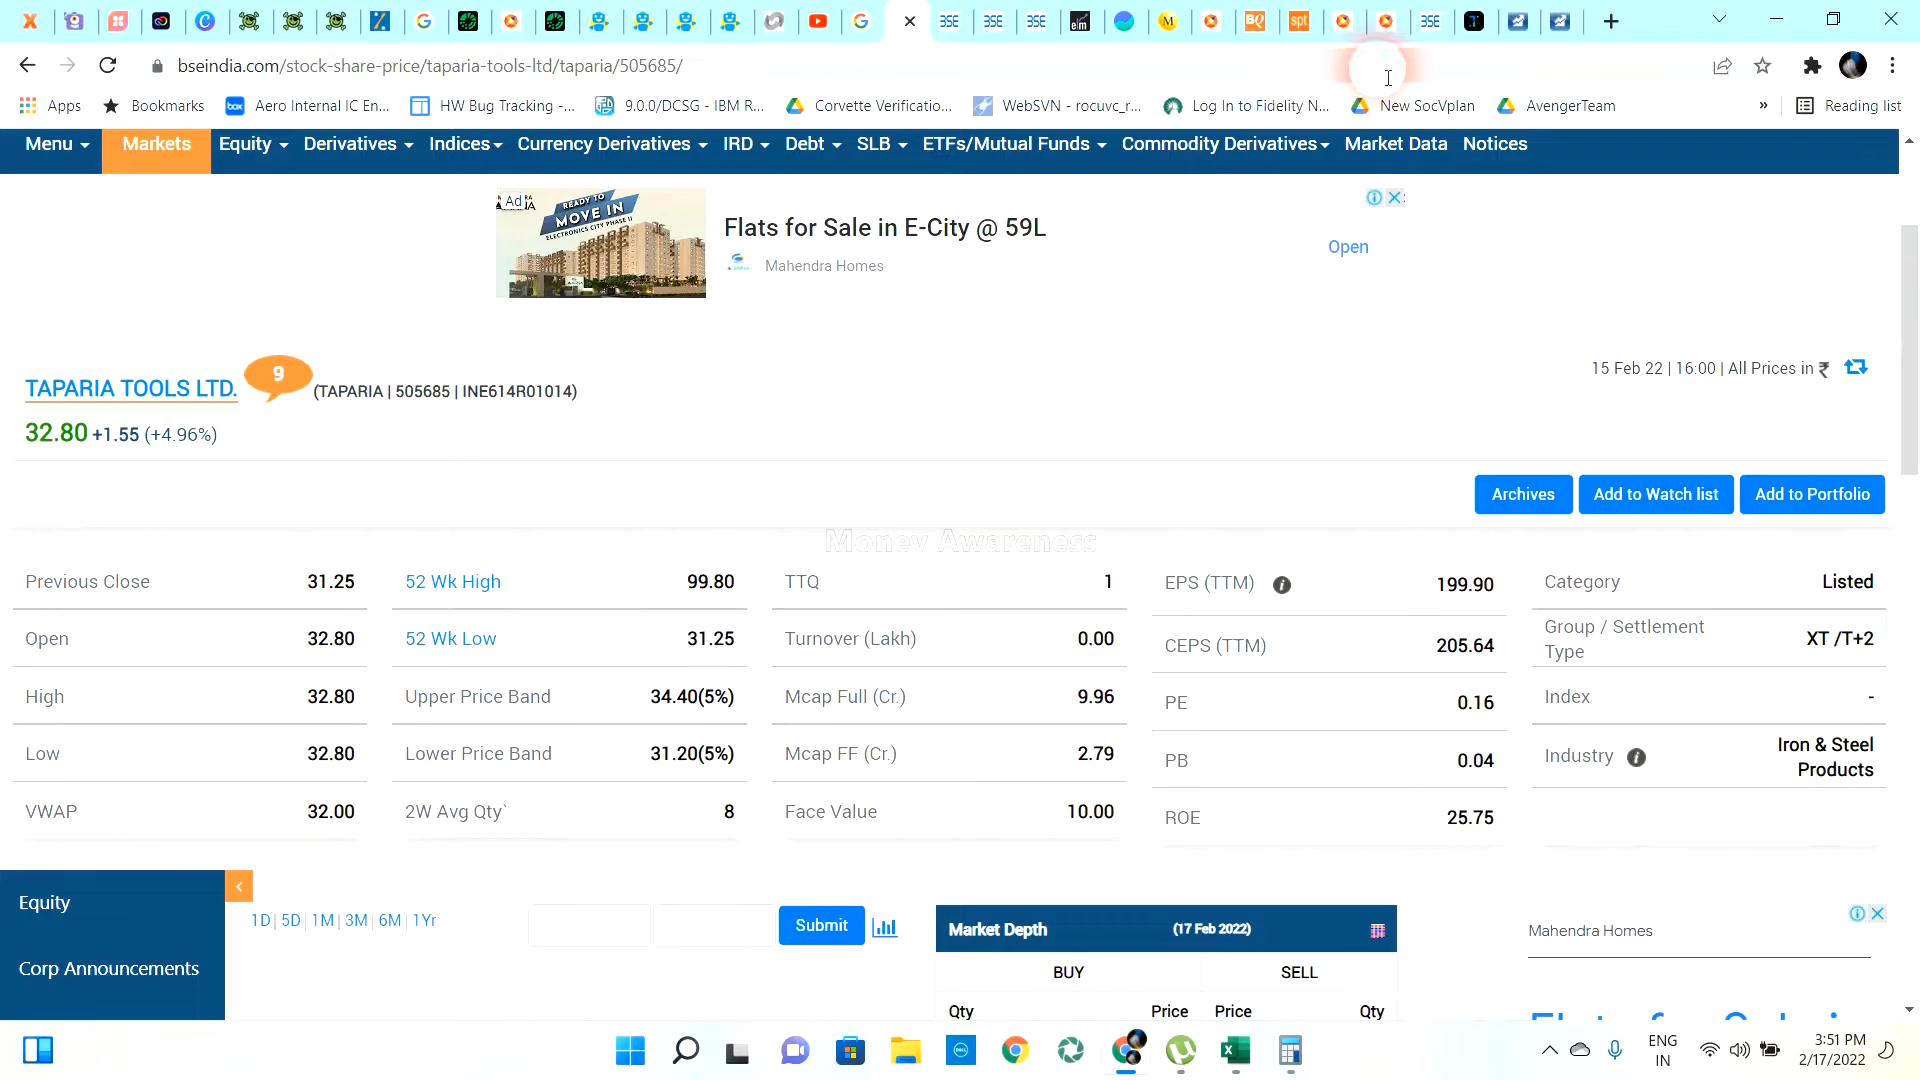 bseindia.com/stock-share-price/taparia-tools-ltd/taparia/505685/
Apps Bookmarks Aero Internal IC En... HW Bug Tracking -... 9.0.0/DCSG - IBM R... Corvette Verificatio... WebSVN - rocuvc_r... Log In to Fidelity N... New SocVplan AvengerTeam » Reading list
Menu Markets Equity Derivatives Indices Currency Derivatives IRD Debt SLB ETFs/Mutual Funds Commodity Derivatives Market Data Notices
Ad
READY TO
MOVE IN
ELECTRONICS CITY PHASE II
Flats for Sale in E-City @ 59L
Mahendra Homes
Open
15 Feb 22 | 16:00 | All Prices in ₹
TAPARIA TOOLS LTD. 9 (TAPARIA | 505685 | INE614R01014)
32.80 +1.55 (+4.96%)
Archives Add to Watch list Add to Portfolio
Money Awareness
Previous Close 31.25 52 Wk High 99.80 TTQ 1 EPS (TTM) 199.90 Category Listed
Open 32.80 52 Wk Low 31.25 Turnover (Lakh) 0.00 CEPS (TTM) 205.64 Group / Settlement Type XT /T+2
High 32.80 Upper Price Band 34.40(5%) Mcap Full (Cr.) 9.96 PE 0.16 Index -
Low 32.80 Lower Price Band 31.20(5%) Mcap FF (Cr.) 2.79 PB 0.04 Industry Iron & Steel Products
VWAP 32.00 2W Avg Qty` 8 Face Value 10.00 ROE 25.75
Equity
Corp Announcements
1D | 5D | 1M | 3M | 6M | 1Yr
Submit
Market Depth (17 Feb 2022)
BUY SELL
Qty Price Price Qty
Mahendra Homes
ENG
IN
3:51 PM
2/17/2022